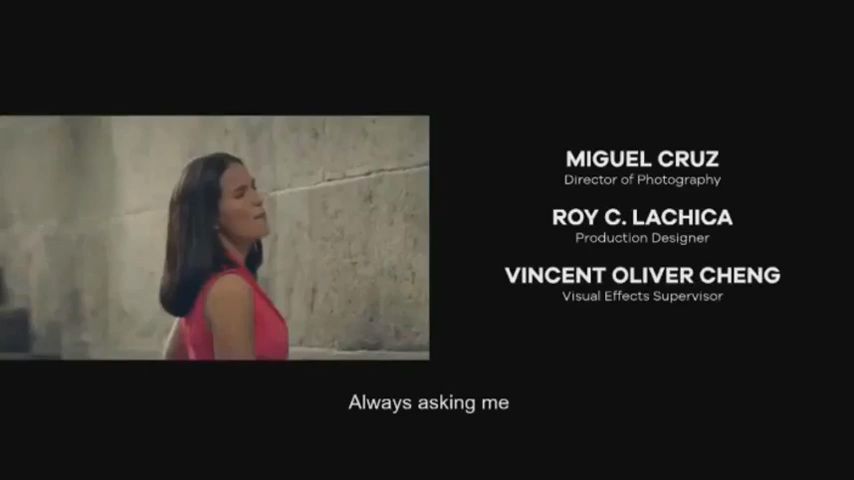 MIGUEL CRUZ
Director of Photography
ROY C. LACHICA
Production Designer
VINCENT OLIVER CHENG
Visual Effects Supervisor
Always asking me